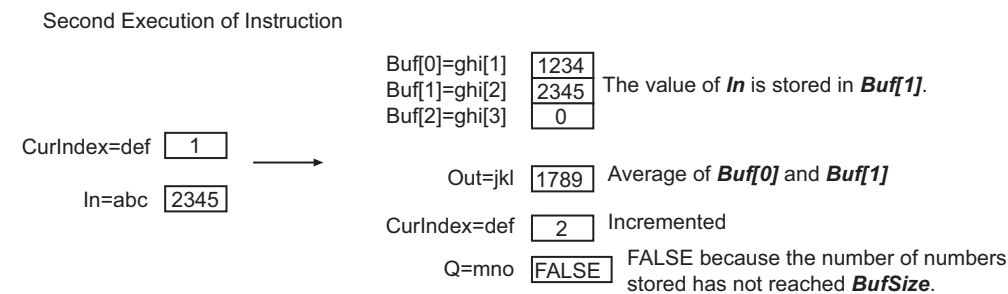 Second Execution of Instruction
Buf[0]=ghi[1] 1234
Buf[1]=ghi[2] 2345 The value of In is stored in Buf[1].
Buf[2]=ghi[3] 0
CurIndex=def 1
In=abc 2345
Out=jkl 1789 Average of Buf[0] and Buf[1]
CurIndex=def 2 Incremented
Q=mno FALSE FALSE because the number of numbers
stored has not reached BufSize.